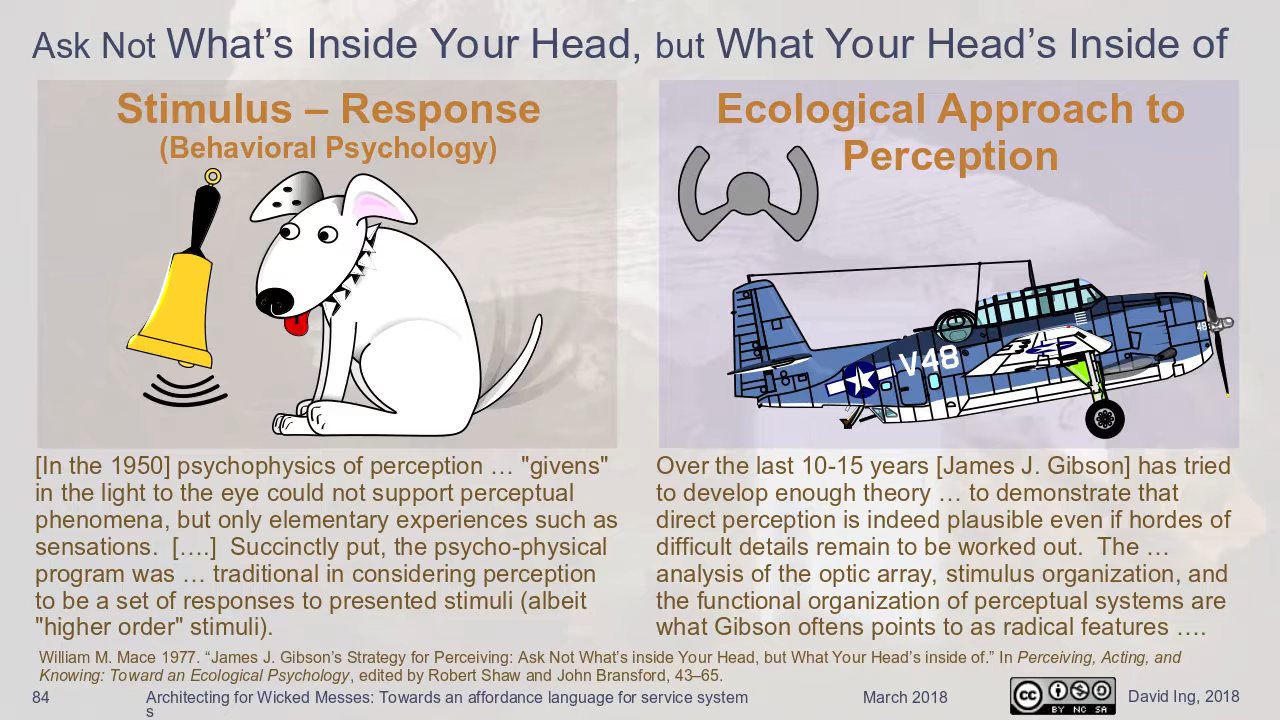 Ask Not What's Inside Your Head, but What Your Head's Inside of
Stimulus – Response
(Behavioral Psychology)
[In the 1950] psychophysics of perception … "givens"
in the light to the eye could not support perceptual
phenomena, but only elementary experiences such as
sensations.  [….]  Succinctly put, the psycho-physical
program was … traditional in considering perception
to be a set of responses to presented stimuli (albeit
"higher order" stimuli).
Ecological Approach to
Perception
V48
48
Over the last 10-15 years [James J. Gibson] has tried
to develop enough theory … to demonstrate that
direct perception is indeed plausible even if hordes of
difficult details remain to be worked out.  The …
analysis of the optic array, stimulus organization, and
the functional organization of perceptual systems are
what Gibson oftens points to as radical features ….
William M. Mace 1977. “James J. Gibson’s Strategy for Perceiving: Ask Not What’s inside Your Head, but What Your Head’s inside of.” In Perceiving, Acting, and
Knowing: Toward an Ecological Psychology, edited by Robert Shaw and John Bransford, 43–65.
84
Architecting for Wicked Messes: Towards an affordance language for service system
s
March 2018
cc
BY NC SA
David Ing, 2018